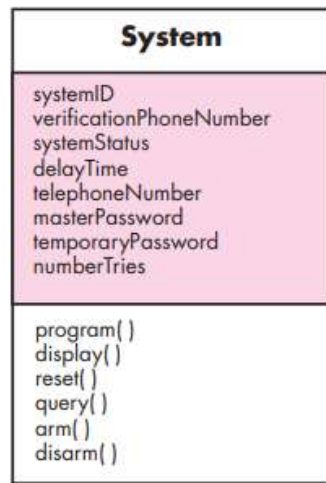 System
systemID
verificationPhoneNumber
systemStatus
delayTime
telephoneNumber
masterPassword
temporaryPassword
numberTries
program( )
display( )
reset( )
query( )
arm( )
disarm( )